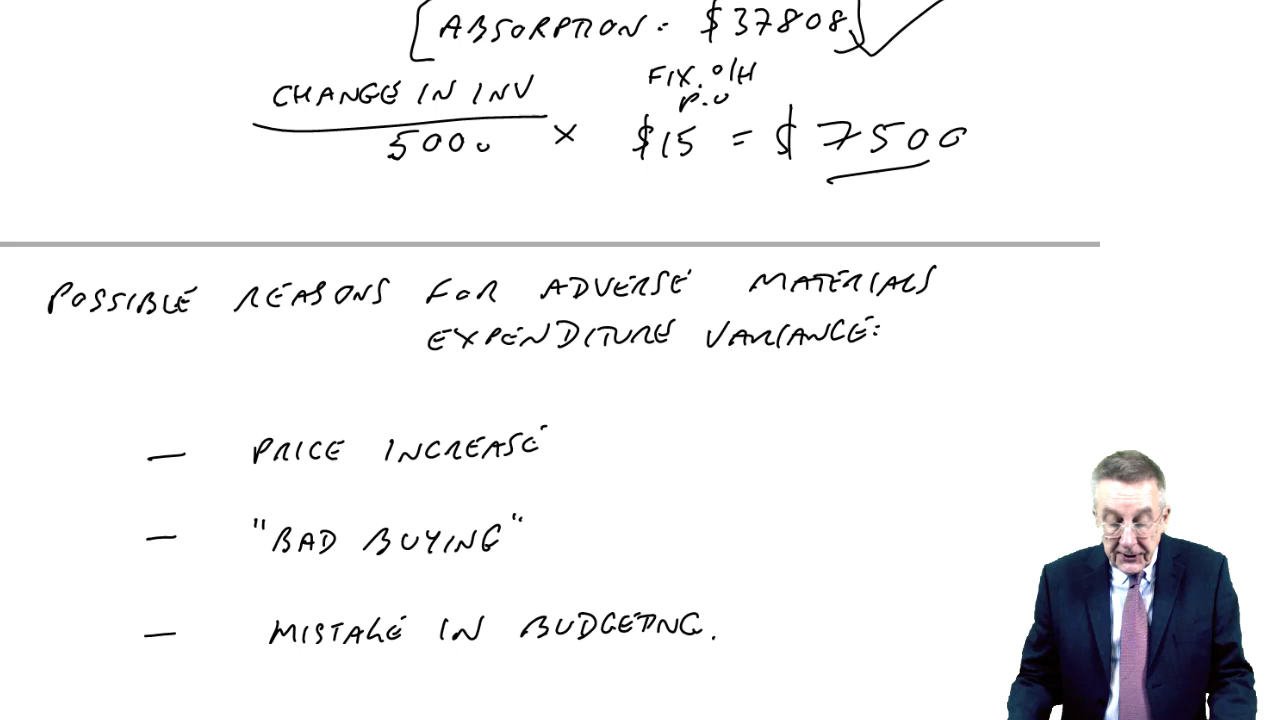 [ABSORPTION: $37808]
FIX. O/H
CHANGE IN INV P.U
5000 × $15 = $7500
POSSIBLE REASONS FOR ADVERSE MATERIALS
EXPENDITURE VARIANCE:
— PRICE INCREASE
— "BAD BUYING"
— MISTAKE IN BUDGETING.